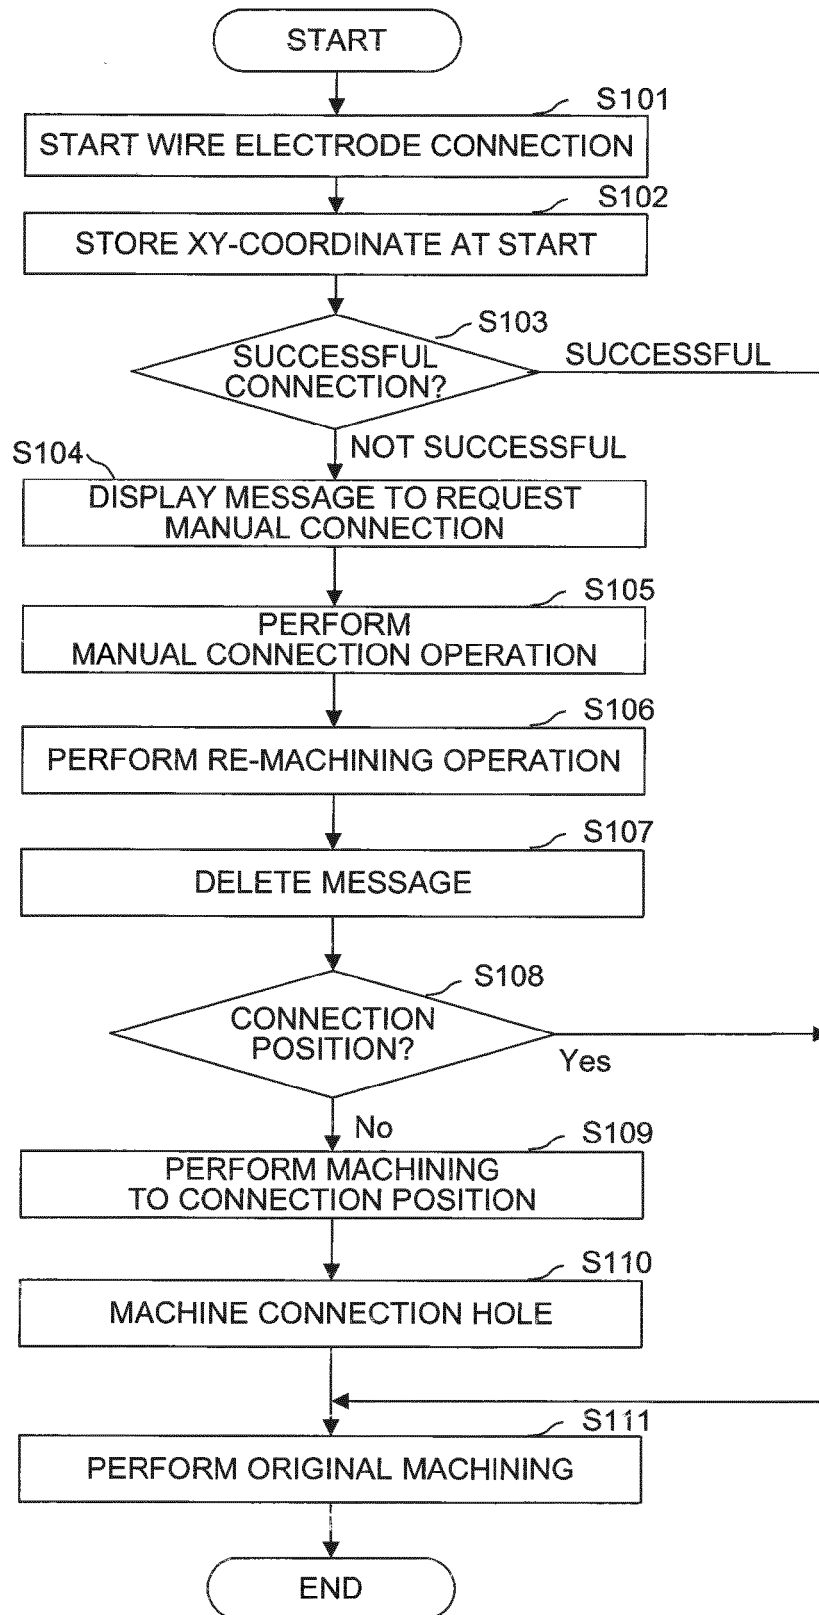 START
S101
START WIRE ELECTRODE CONNECTION
S102
STORE XY-COORDINATE AT START
S103
SUCCESSFUL
CONNECTION?
SUCCESSFUL
NOT SUCCESSFUL
S104
DISPLAY MESSAGE TO REQUEST
MANUAL CONNECTION
S105
PERFORM
MANUAL CONNECTION OPERATION
S106
PERFORM RE-MACHINING OPERATION
S107
DELETE MESSAGE
S108
CONNECTION
POSITION?
Yes
No
S109
PERFORM MACHINING
TO CONNECTION POSITION
S110
MACHINE CONNECTION HOLE
S111
PERFORM ORIGINAL MACHINING
END